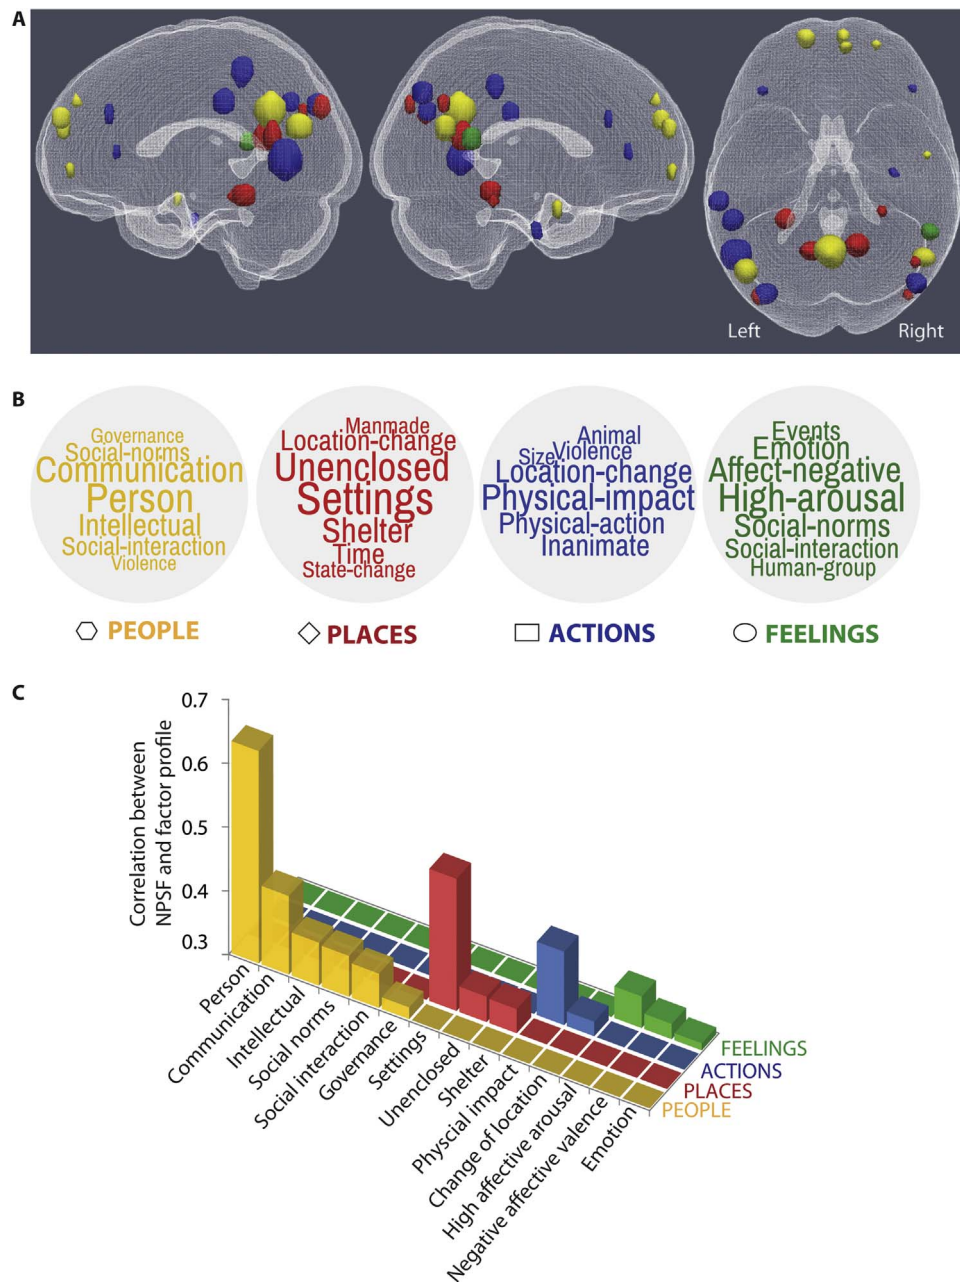 A
Left
Right
B
Governance
Social-norms
Communication
Person
Intellectual
Social-interaction
Violence
Manmade
Location-change
Unenclosed
Settings
Shelter
Time
State-change
Animal
SizeViolence
Location-change
Physical-impact
Physical-action
Inanimate
Events
Emotion
Affect-negative
High-arousal
Social-norms
Social-interaction
Human-group
PEOPLE
PLACES
ACTIONS
FEELINGS
C
Correlation between
NPSF and factor profile
0.7
0.6
0.5
0.4
0.3
Person
Communication
Intellectual
Social norms
Social interaction
Governance
Settings
Unenclosed
Shelter
Physcial impact
Change of location
High affective arousal
Negative affective valence
Emotion
FEELINGS
ACTIONS
PLACES
PEOPLE